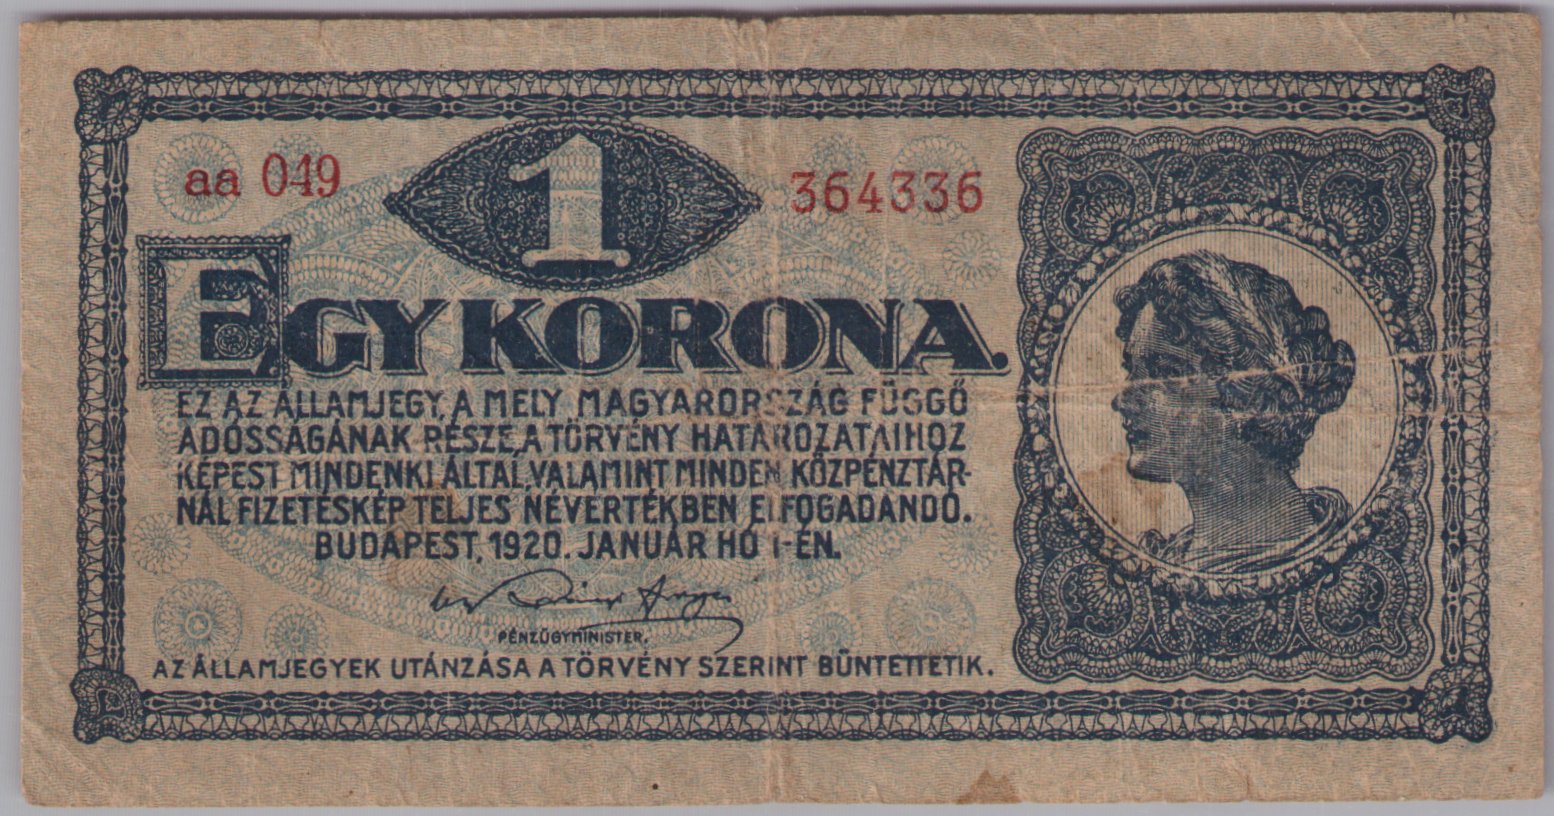 aa 049
1
364336
EGY KORONA.
EZ AZ ÁLLAMJEGY, A MELY MAGYARORSZÁG FÜGGŐ
ADÓSSÁGÁNAK RÉSZE, A TÖRVÉNY HATÁROZATAIHOZ
KÉPEST MINDENKI ÁLTAL, VALAMINT MINDEN KÖZPÉNZTÁR-
NÁL FIZETÉSKÉP TELJES NÉVÉRTÉKBEN ELFOGADANDÓ.
BUDAPEST, 1920. JANUÁR HÓ 1-ÉN.
PÉNZÜGYMINISTER.
AZ ÁLLAMJEGYEK UTÁNZÁSA A TÖRVÉNY SZERINT BÜNTETTETIK.